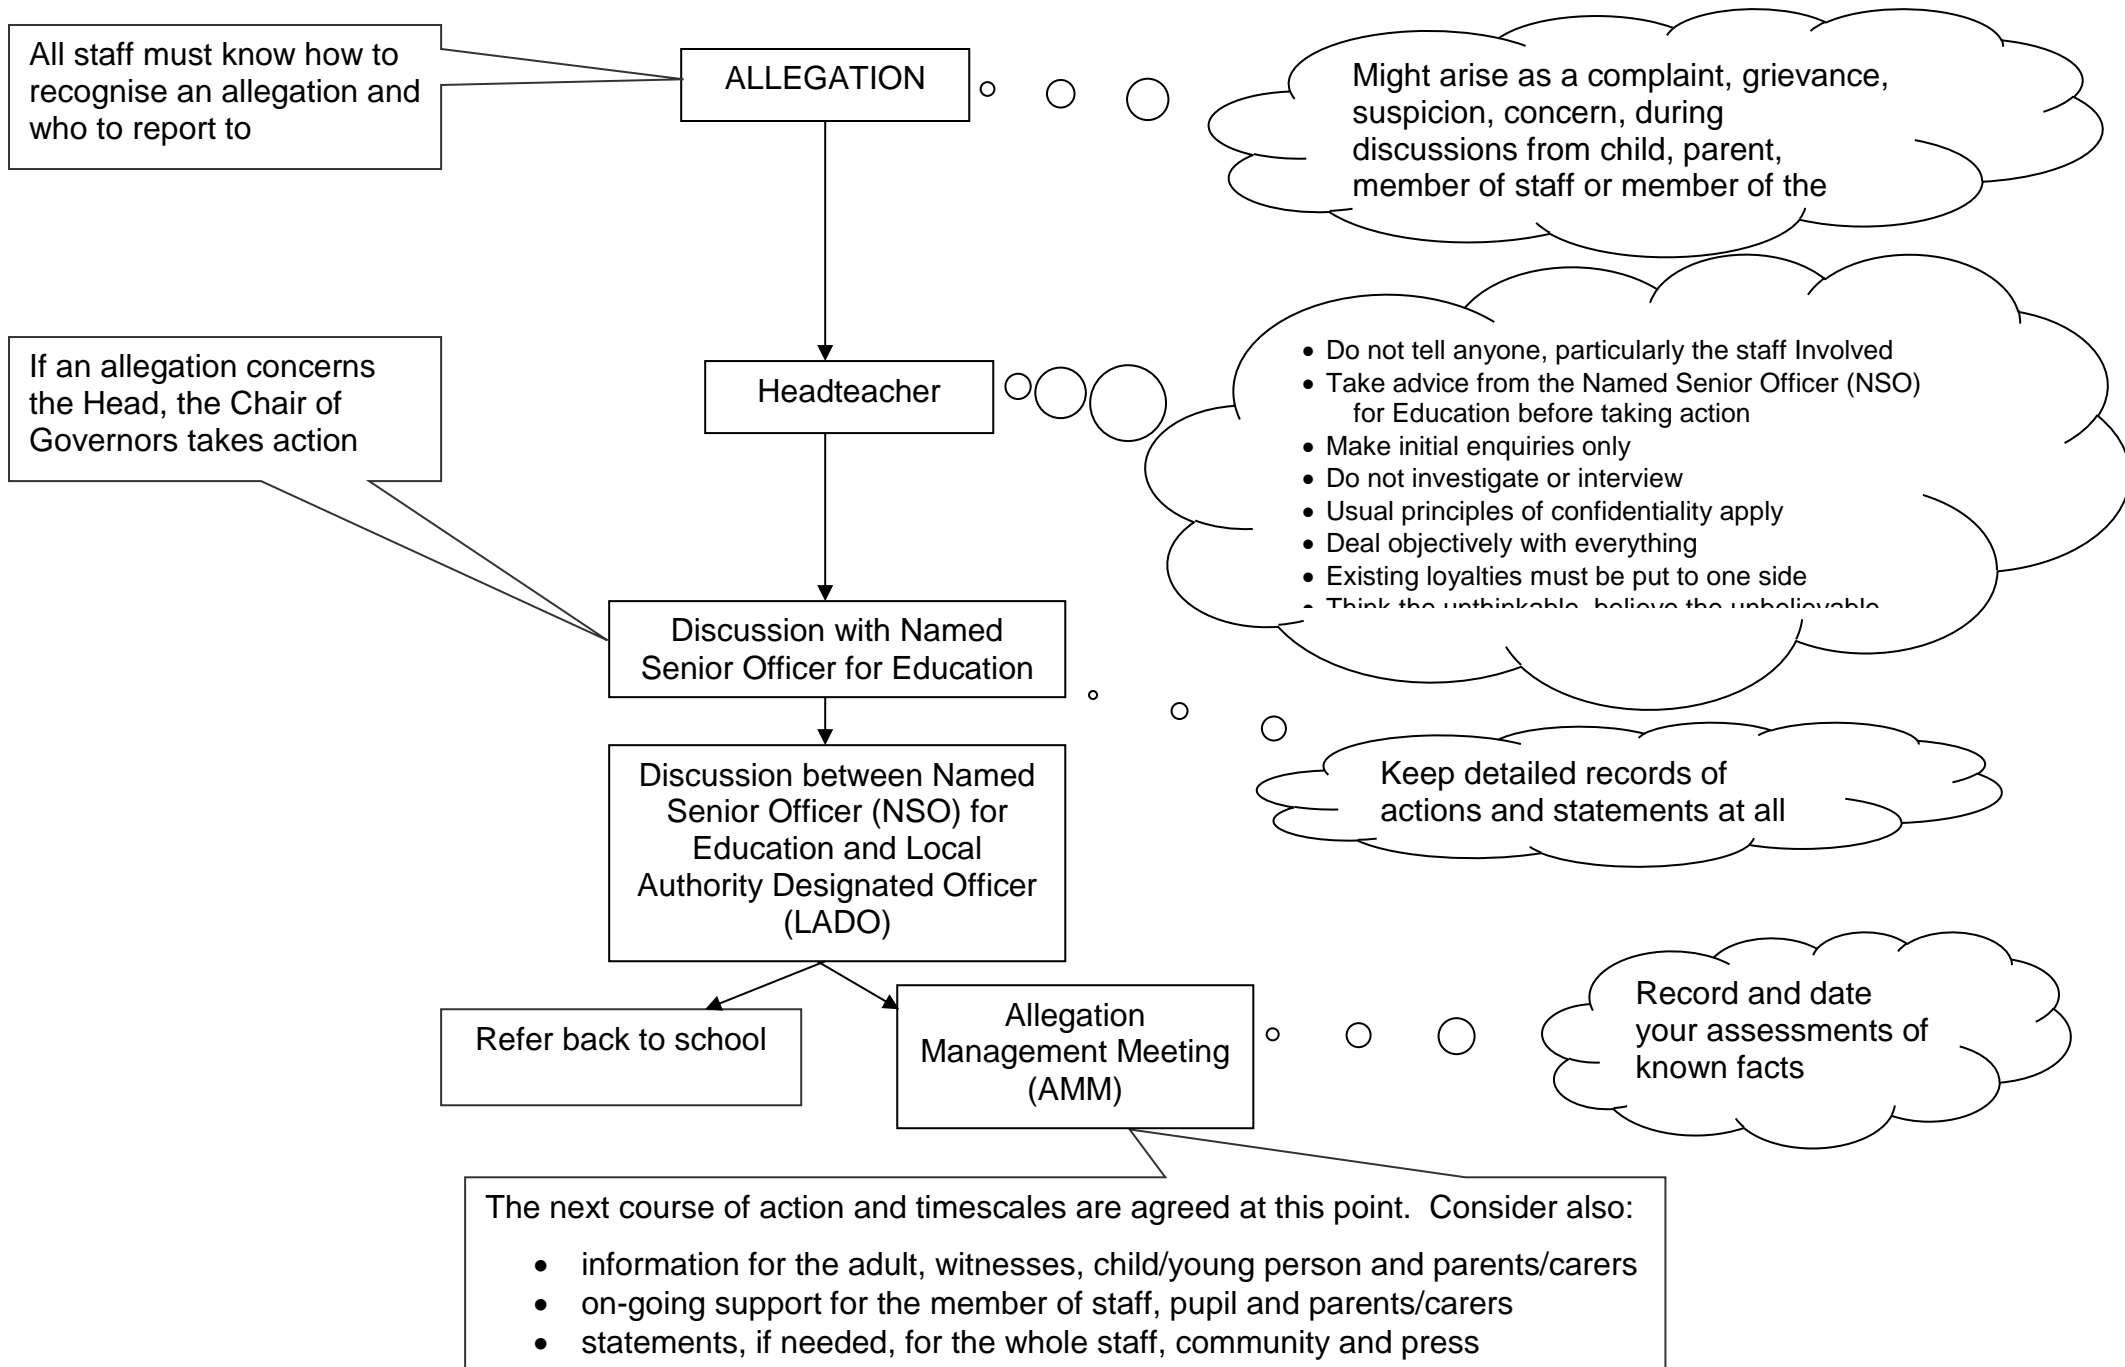 All staff must know how to
recognise an allegation and
who to report to
ALLEGATION
Might arise as a complaint, grievance,
suspicion, concern, during
discussions from child, parent,
member of staff or member of the
If an allegation concerns
the Head, the Chair of
Governors takes action
Headteacher
• Do not tell anyone, particularly the staff Involved
• Take advice from the Named Senior Officer (NSO)
for Education before taking action
• Make initial enquiries only
• Do not investigate or interview
• Usual principles of confidentiality apply
• Deal objectively with everything
• Existing loyalties must be put to one side
• Think the unthinkable, believe the unbelievable
Discussion with Named
Senior Officer for Education
Keep detailed records of
actions and statements at all
Discussion between Named
Senior Officer (NSO) for
Education and Local
Authority Designated Officer
(LADO)
Refer back to school
Allegation
Management Meeting
(AMM)
Record and date
your assessments of
known facts
The next course of action and timescales are agreed at this point.  Consider also:
• information for the adult, witnesses, child/young person and parents/carers
• on-going support for the member of staff, pupil and parents/carers
• statements, if needed, for the whole staff, community and press